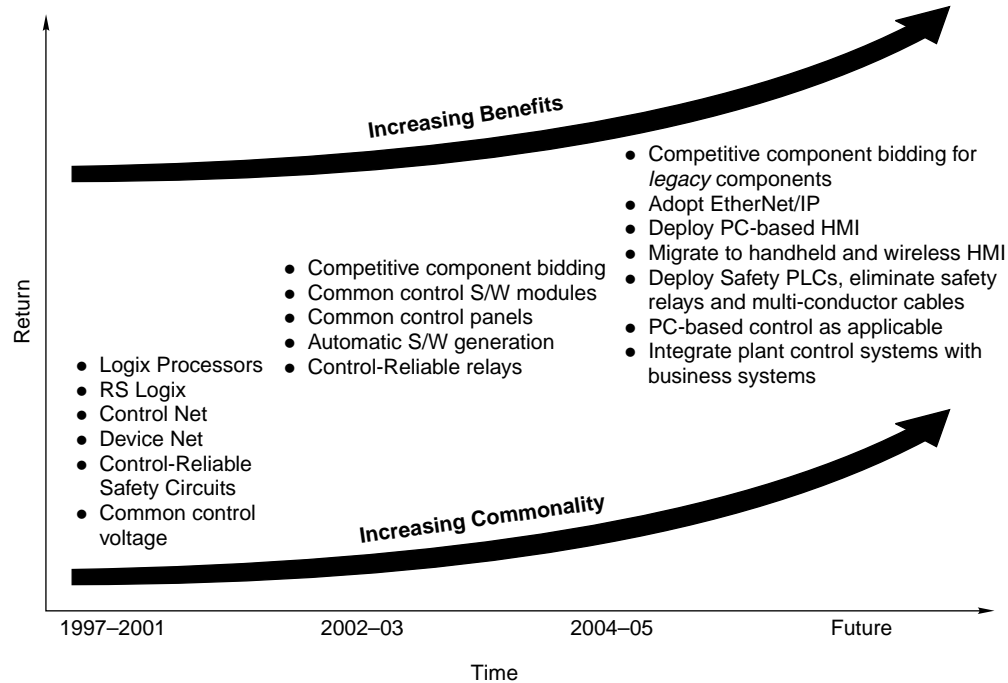 Increasing Benefits
Return
● Logix Processors
● RS Logix
● Control Net
● Device Net
● Control-Reliable
Safety Circuits
● Common control
voltage
● Competitive component bidding
● Common control S/W modules
● Common control panels
● Automatic S/W generation
● Control-Reliable relays
● Competitive component bidding for
legacy components
● Adopt EtherNet/IP
● Deploy PC-based HMI
● Migrate to handheld and wireless HMI
● Deploy Safety PLCs, eliminate safety
relays and multi-conductor cables
● PC-based control as applicable
● Integrate plant control systems with
business systems
Increasing Commonality
1997–2001
2002–03
2004–05
Future
Time